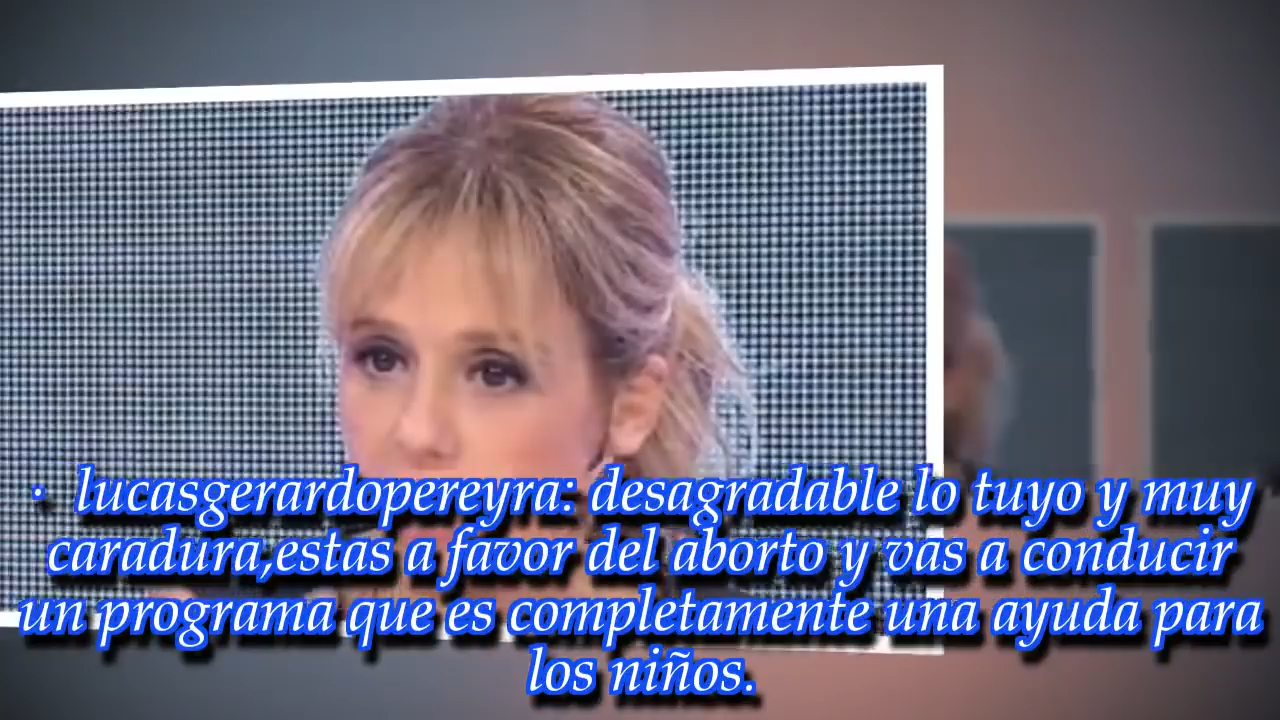 · lucasgerardopereyra: desagradable lo tuyo y muy
caradura,estas a favor del aborto y vas a conducir
un programa que es completamente una ayuda para
los niños.